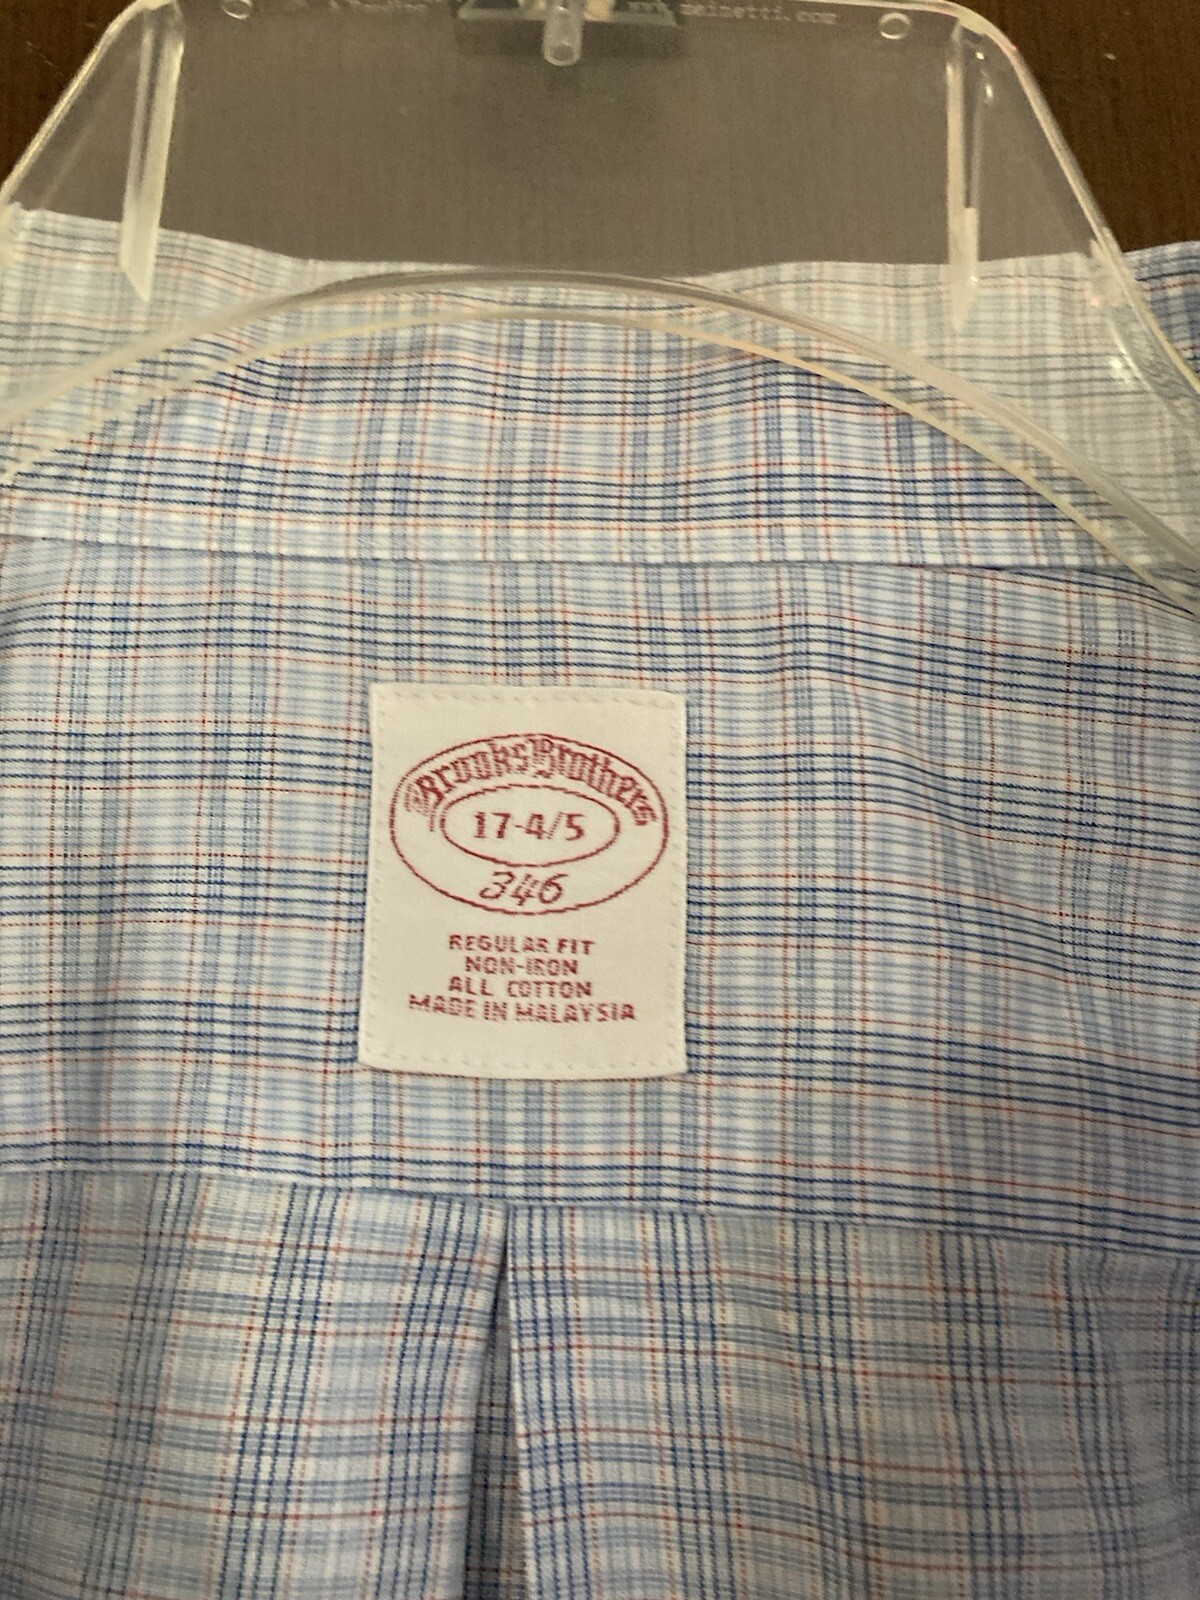 Brooks Brothers
17-4/5
346
REGULAR FIT
NON-IRON
ALL COTTON
MADE IN MALAYSIA